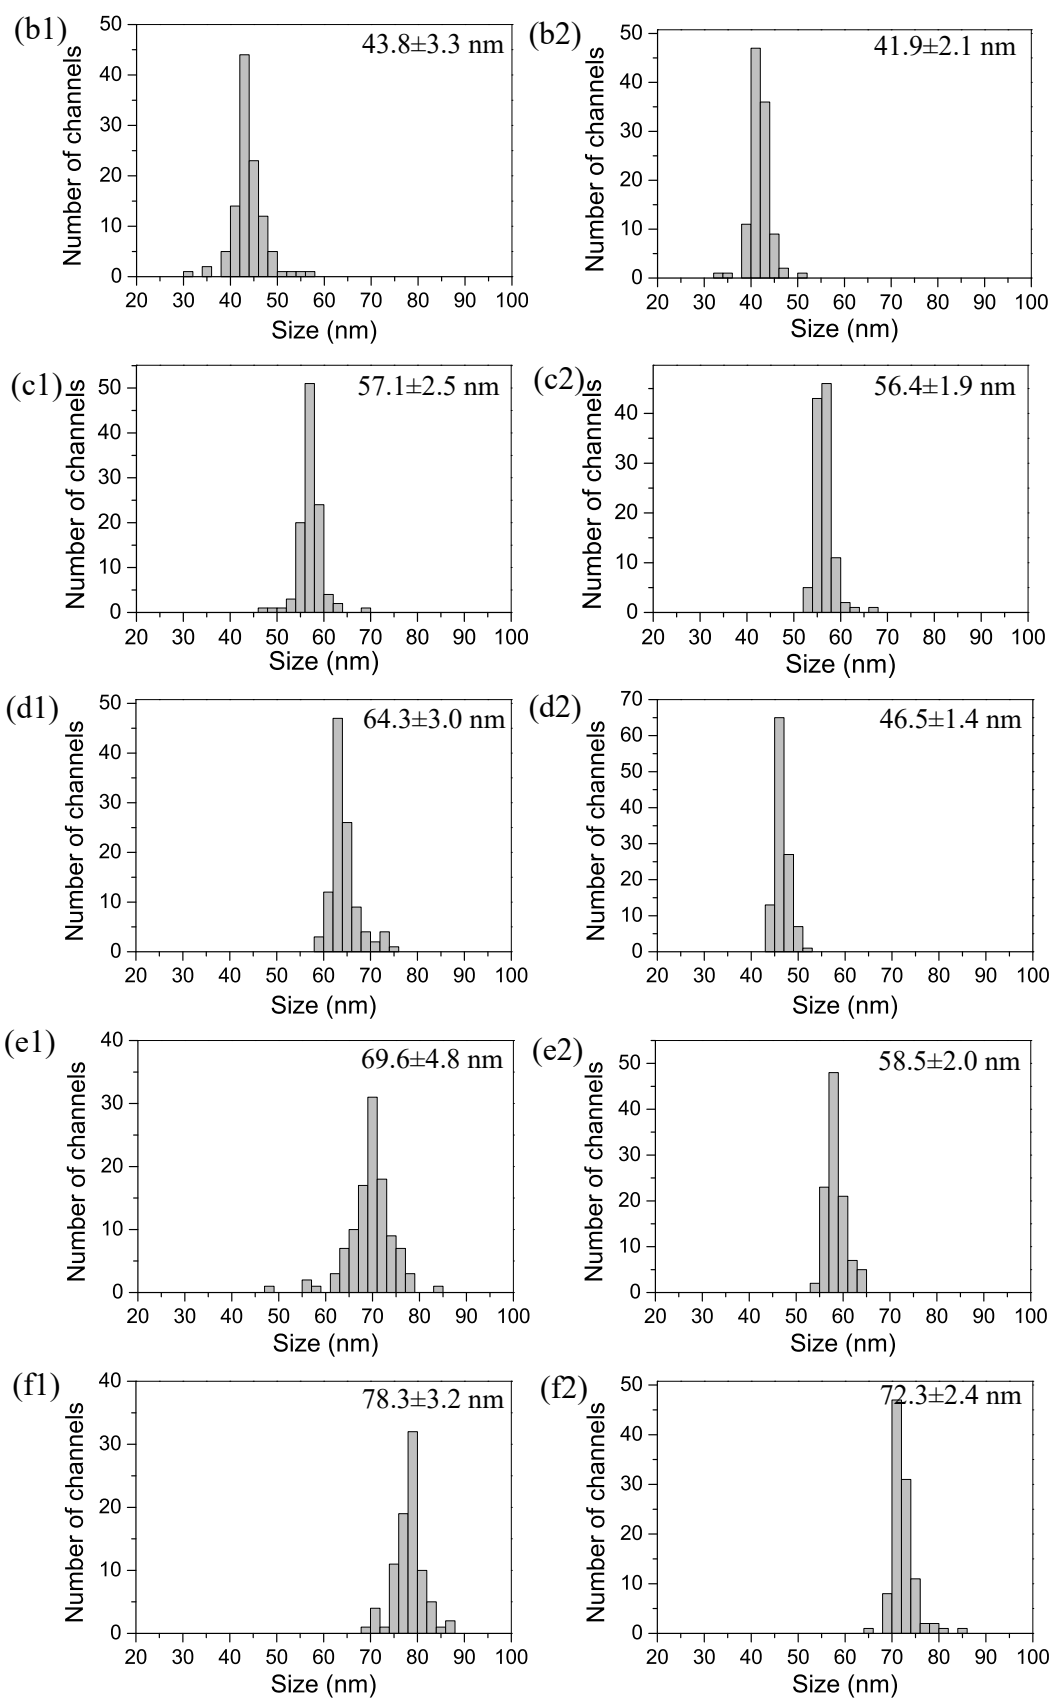 (b1)
43.8±3.3 nm
Number of channels
50
40
30
20
10
0
20 30 40 50 60 70 80 90 100
Size (nm)
(b2)
41.9±2.1 nm
Number of channels
50
40
30
20
10
0
20 30 40 50 60 70 80 90 100
Size (nm)
(c1)
57.1±2.5 nm
Number of channels
50
40
30
20
10
0
20 30 40 50 60 70 80 90 100
Size (nm)
(c2)
56.4±1.9 nm
Number of channels
40
30
20
10
0
20 30 40 50 60 70 80 90 100
Size (nm)
(d1)
64.3±3.0 nm
Number of channels
50
40
30
20
10
0
20 30 40 50 60 70 80 90 100
Size (nm)
(d2)
46.5±1.4 nm
Number of channels
70
60
50
40
30
20
10
0
20 30 40 50 60 70 80 90 100
Size (nm)
(e1)
69.6±4.8 nm
Number of channels
40
30
20
10
0
20 30 40 50 60 70 80 90 100
Size (nm)
(e2)
58.5±2.0 nm
Number of channels
50
40
30
20
10
0
20 30 40 50 60 70 80 90 100
Size (nm)
(f1)
78.3±3.2 nm
Number of channels
40
30
20
10
0
20 30 40 50 60 70 80 90 100
Size (nm)
(f2)
72.3±2.4 nm
Number of channels
50
40
30
20
10
0
20 30 40 50 60 70 80 90 100
Size (nm)